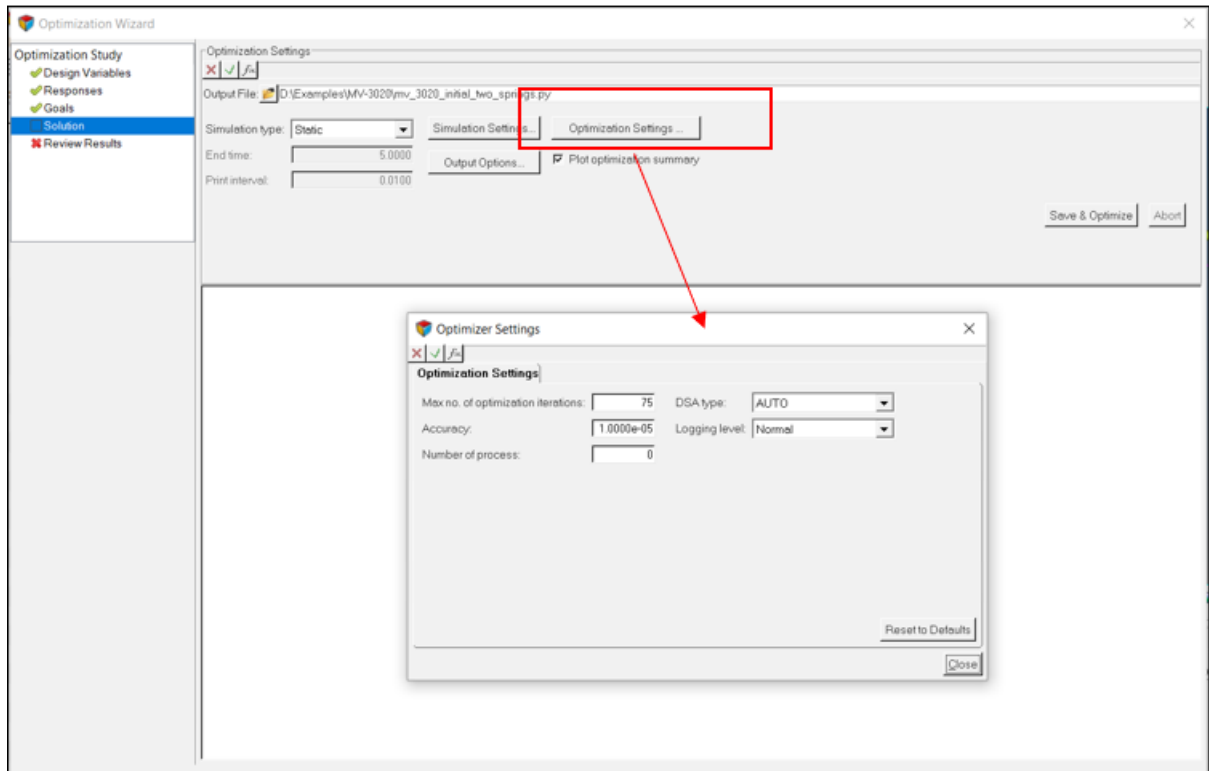 Optimization Wizard
Optimization Study
Design Variables
Responses
Goals
Solution
Review Results
Optimization Settings
Output File: D:\Examples\MV-3020\mv_3020_initial_two_springs.py
Simulation type: Static Simulation Settings... Optimization Settings ...
End time: 5.0000 Output Options... Plot optimization summary
Print interval: 0.0100
Save & Optimize Abort
Optimizer Settings
Optimization Settings
Max no. of optimization iterations: 75 DSA type: AUTO
Accuracy: 1.0000e-05 Logging level: Normal
Number of process: 0
Reset to Defaults
Close